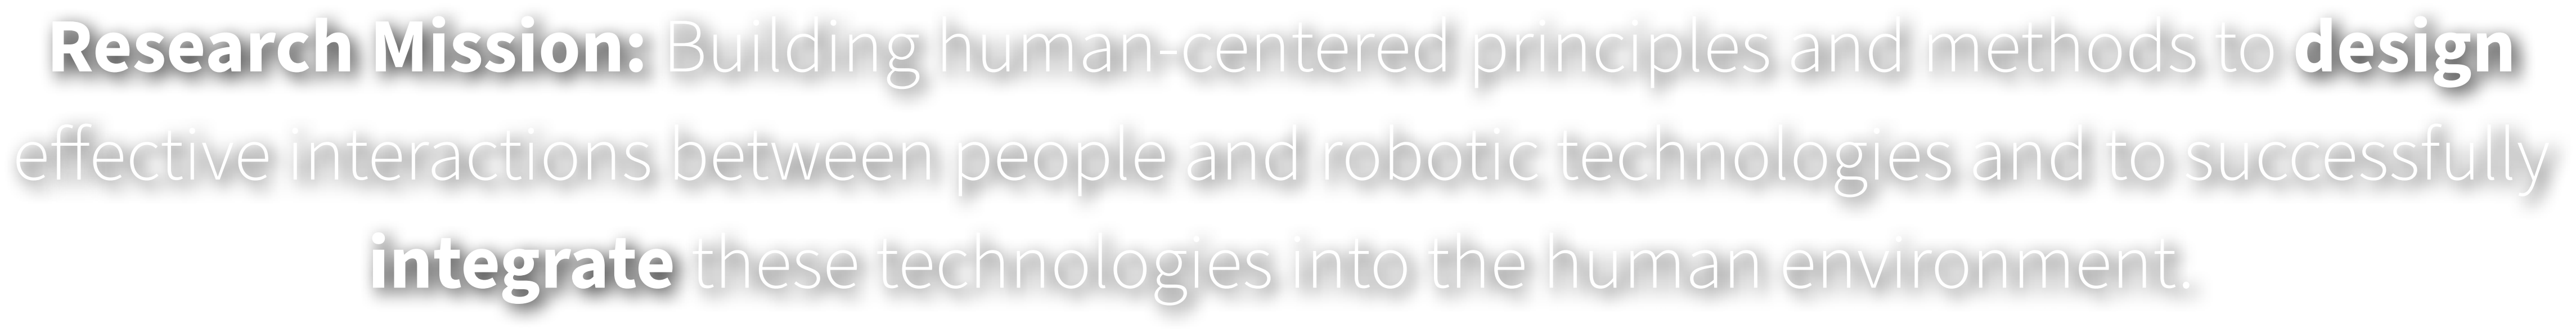 Research Mission: Building human-centered principles and methods to design
effective interactions between people and robotic technologies and to successfully
integrate these technologies into the human environment.